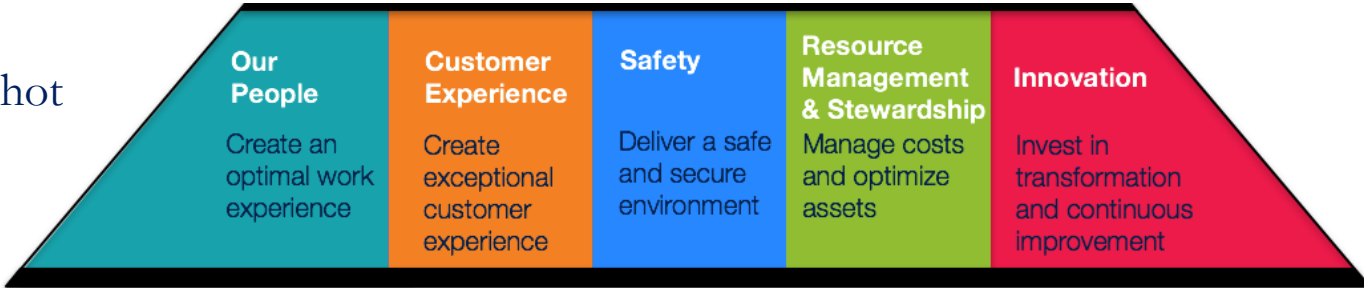 hot
Our
People
Create an
optimal work
experience
Customer
Experience
Create
exceptional
customer
experience
Safety
Deliver a safe
and secure
environment
Resource
Management
& Stewardship
Manage costs
and optimize
assets
Innovation
Invest in
transformation
and continuous
improvement